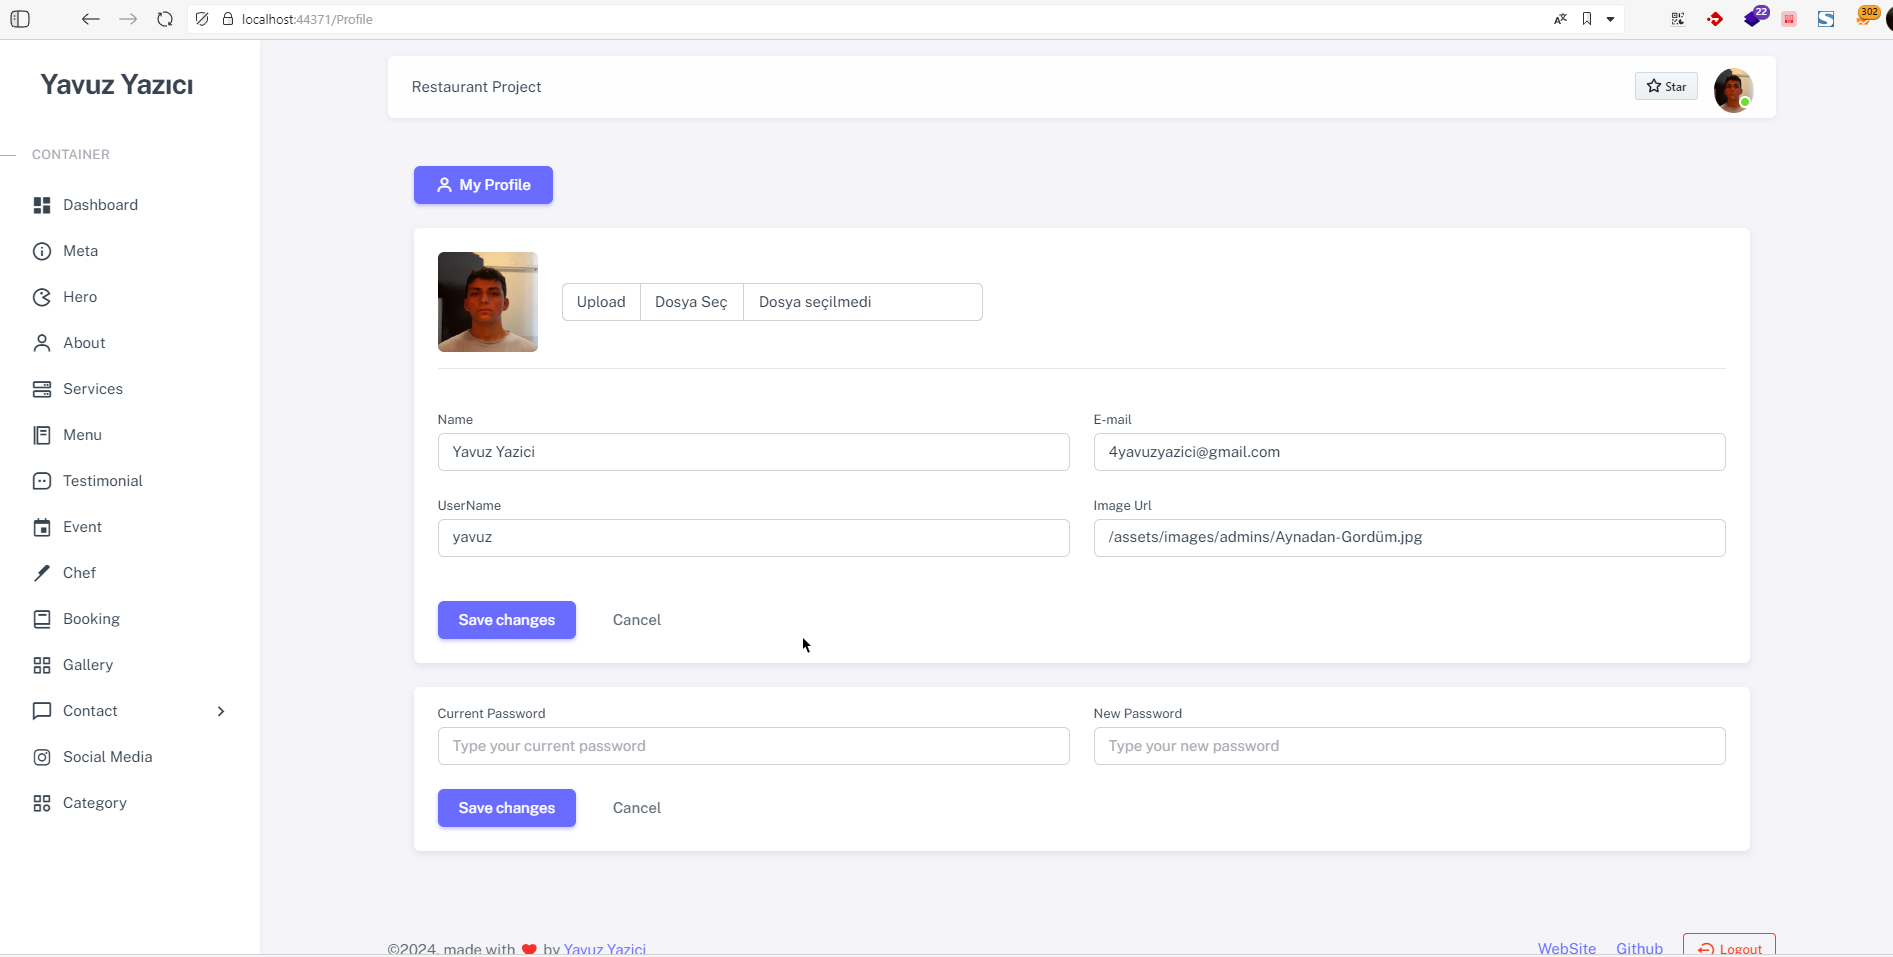 localhost:44371/Profile
22
302
Yavuz Yazıcı
CONTAINER
Dashboard
Meta
Hero
About
Services
Menu
Testimonial
Event
Chef
Booking
Gallery
Contact
Social Media
Category
Restaurant Project
Star
My Profile
Upload Dosya Seç Dosya seçilmedi
Name
Yavuz Yazici
E-mail
4yavuzyazici@gmail.com
UserName
yavuz
Image Url
/assets/images/admins/Aynadan-Gordüm.jpg
Save changes Cancel
Current Password
Type your current password
New Password
Type your new password
Save changes Cancel
©2024, made with ❤️ by Yavuz Yazici
WebSite Github Logout